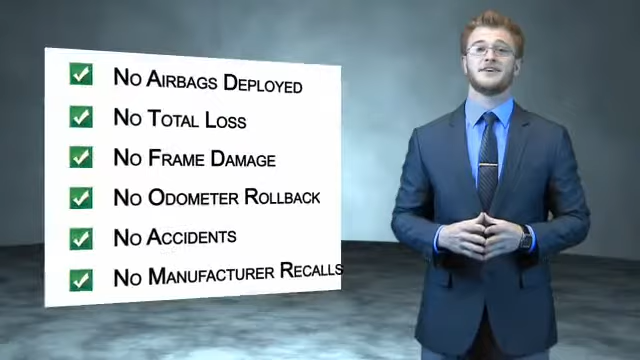 No Airbags Deployed
No Total Loss
No Frame Damage
No Odometer Rollback
No Accidents
No Manufacturer Recalls